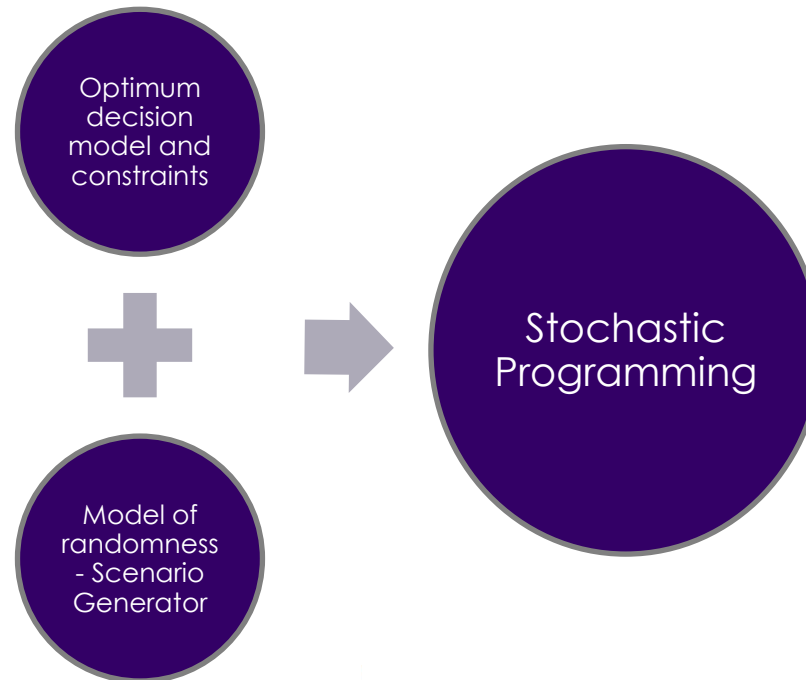 Optimum
decision
model and
constraints
Stochastic
Programming
Model of
randomness
- Scenario
Generator